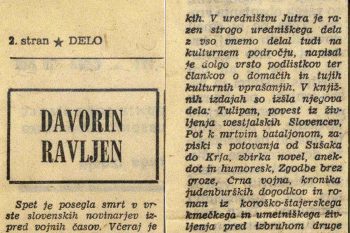 2. stran ★ DELO
DAVORIN
RAVLJEN
Spet je posegla smrt v vr-
ste slovenskih novinarjev iz-
pred vojnih časov. Včeraj je
kih. V uredništvu Jutra je ra-
zen strogo uredniškega dela
z vso vnemo delal tudi na
kulturnem področju, napisal
je dolgo vrsto podlistkov ter
člankov o domačih in tujih
kulturnih vprašanjih. V knjiž-
nih izdajah so izšla njegova
dela: Tulipan, povest iz živ-
ljenja westfalskih Slovencev,
Pot k mrtvim bataljonom, za-
piski s potovanja od Sušaka
do Krfa, zbirka novel, anek-
dot in humoresk, Zgodbe brez
groze, Črna vojna, kronika
judenburških dogodkov in ro-
man iz koroško-štajerskega
kmečkega in umetniškega živ-
ljenja pred izbruhom druge